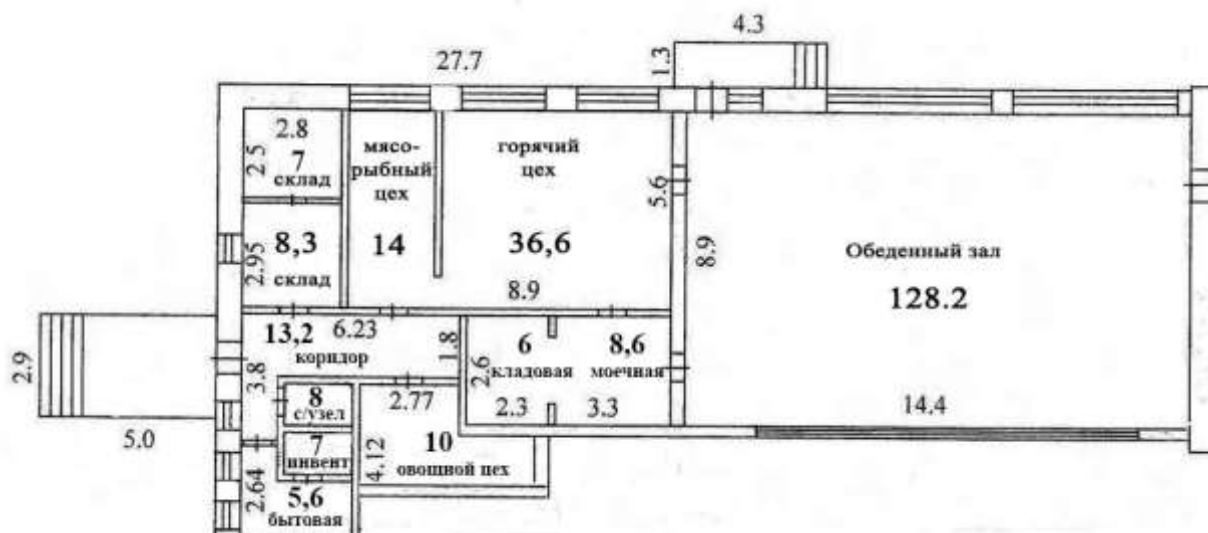 4.3
1.3
27.7
2.8
7
2.5
склад
мясо-
рыбный
цех
14
горячий
цех
36,6
5.6
8.9
8.9
Обеденный зал
128.2
14.4
8,3
2.95
склад
13,2
6.23
коридор
1.8
3.8
2.9
5.0
6
кладовая
2.6
2.3
8,6
моечная
3.3
8
с/узел
7
инвент
2.77
10
4.12
овощной цех
2.64
5,6
бытовая